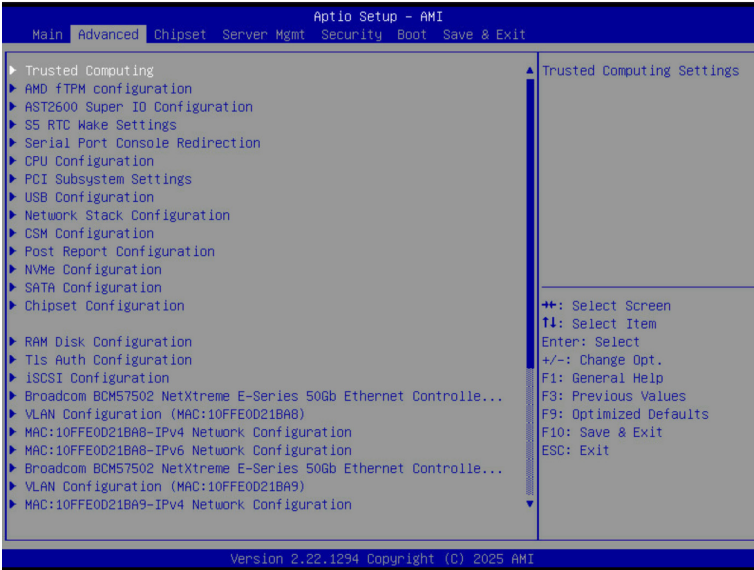 Aptio Setup - AMI
Main Advanced Chipset Server Mgmt Security Boot Save & Exit
Trusted Computing
AMD fTPM configuration
AST2600 Super IO Configuration
S5 RTC Wake Settings
Serial Port Console Redirection
CPU Configuration
PCI Subsystem Settings
USB Configuration
Network Stack Configuration
CSM Configuration
Post Report Configuration
NVMe Configuration
SATA Configuration
Chipset Configuration
RAM Disk Configuration
Tls Auth Configuration
iSCSI Configuration
Broadcom BCM57502 NetXtreme E-Series 50Gb Ethernet Controlle...
VLAN Configuration (MAC:10FFE0D21BA8)
MAC:10FFE0D21BA8-IPv4 Network Configuration
MAC:10FFE0D21BA8-IPv6 Network Configuration
Broadcom BCM57502 NetXtreme E-Series 50Gb Ethernet Controlle...
VLAN Configuration (MAC:10FFE0D21BA9)
MAC:10FFE0D21BA9-IPv4 Network Configuration
Trusted Computing Settings
→←: Select Screen
↑↓: Select Item
Enter: Select
+/-: Change Opt.
F1: General Help
F3: Previous Values
F9: Optimized Defaults
F10: Save & Exit
ESC: Exit
Version 2.22.1294 Copyright (C) 2025 AMI